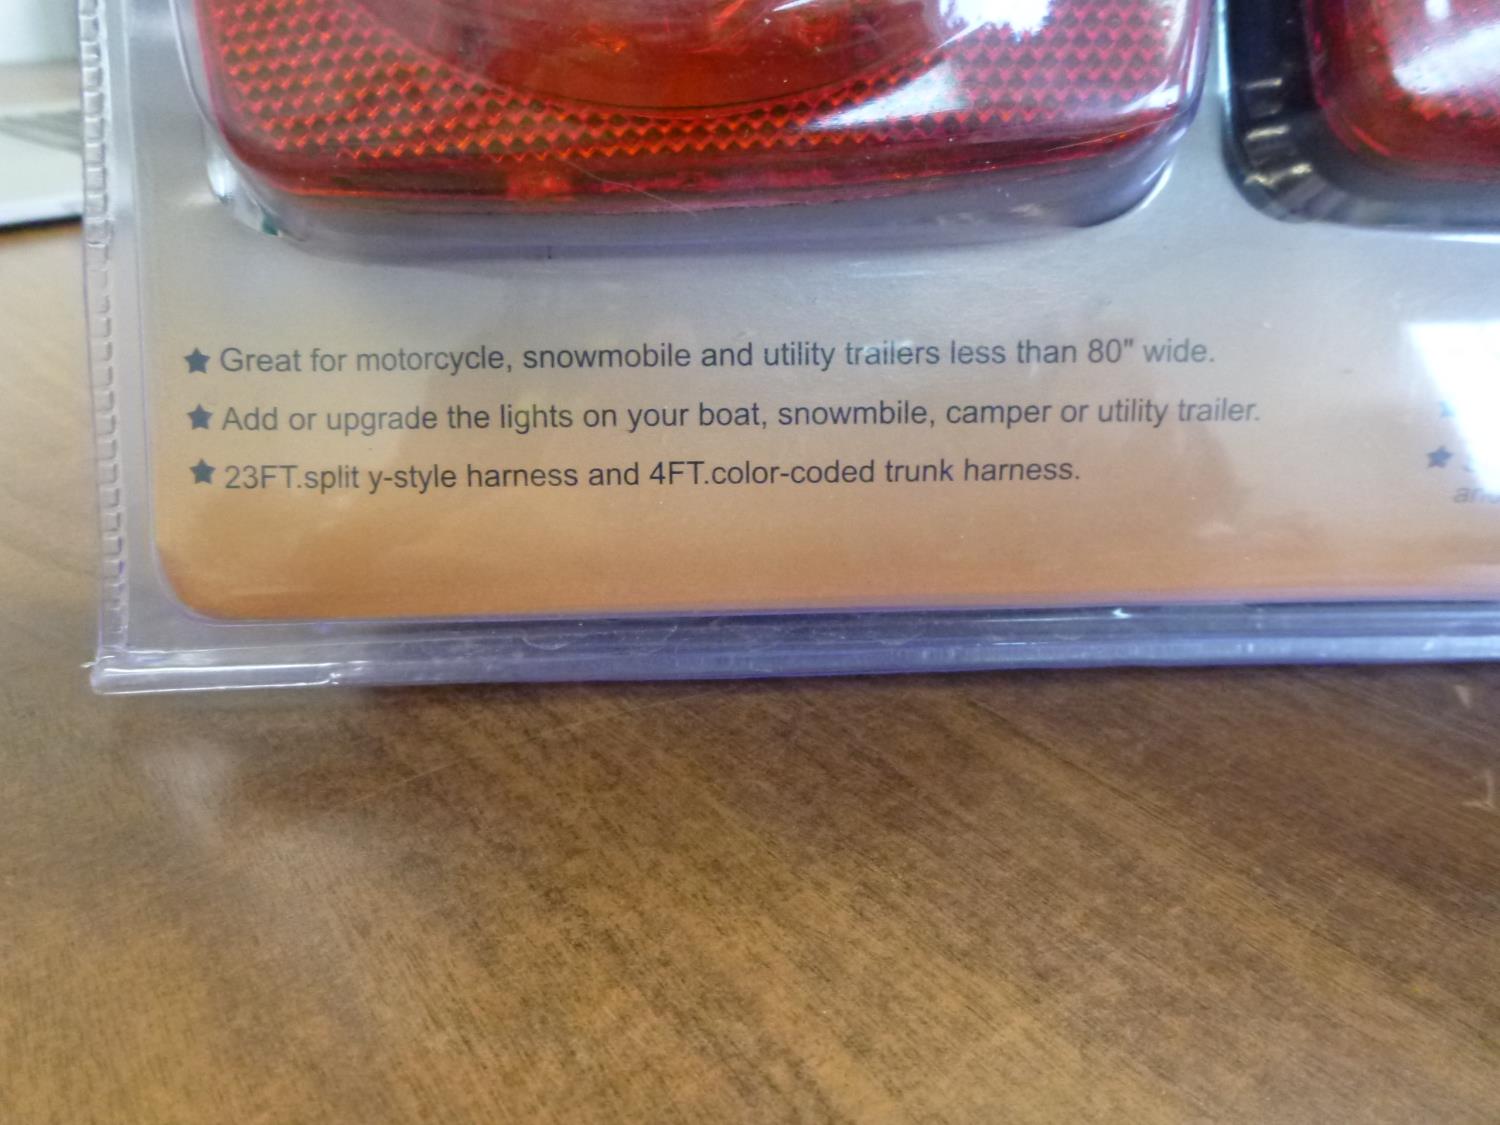 Great for motorcycle, snowmobile and utility trailers less than 80" wide.
Add or upgrade the lights on your boat, snowmbile, camper or utility trailer.
23FT.split y-style harness and 4FT.color-coded trunk harness.